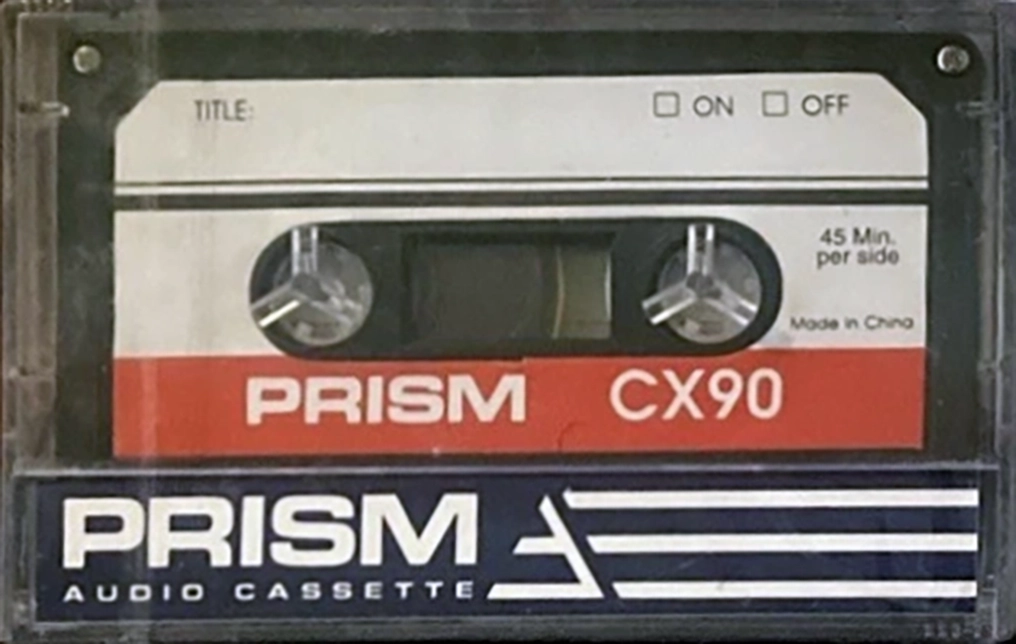 TITLE: ☐ ON ☐ OFF
45 Min.
per side
Made in China
PRISM CX90
PRISM
AUDIO CASSETTE